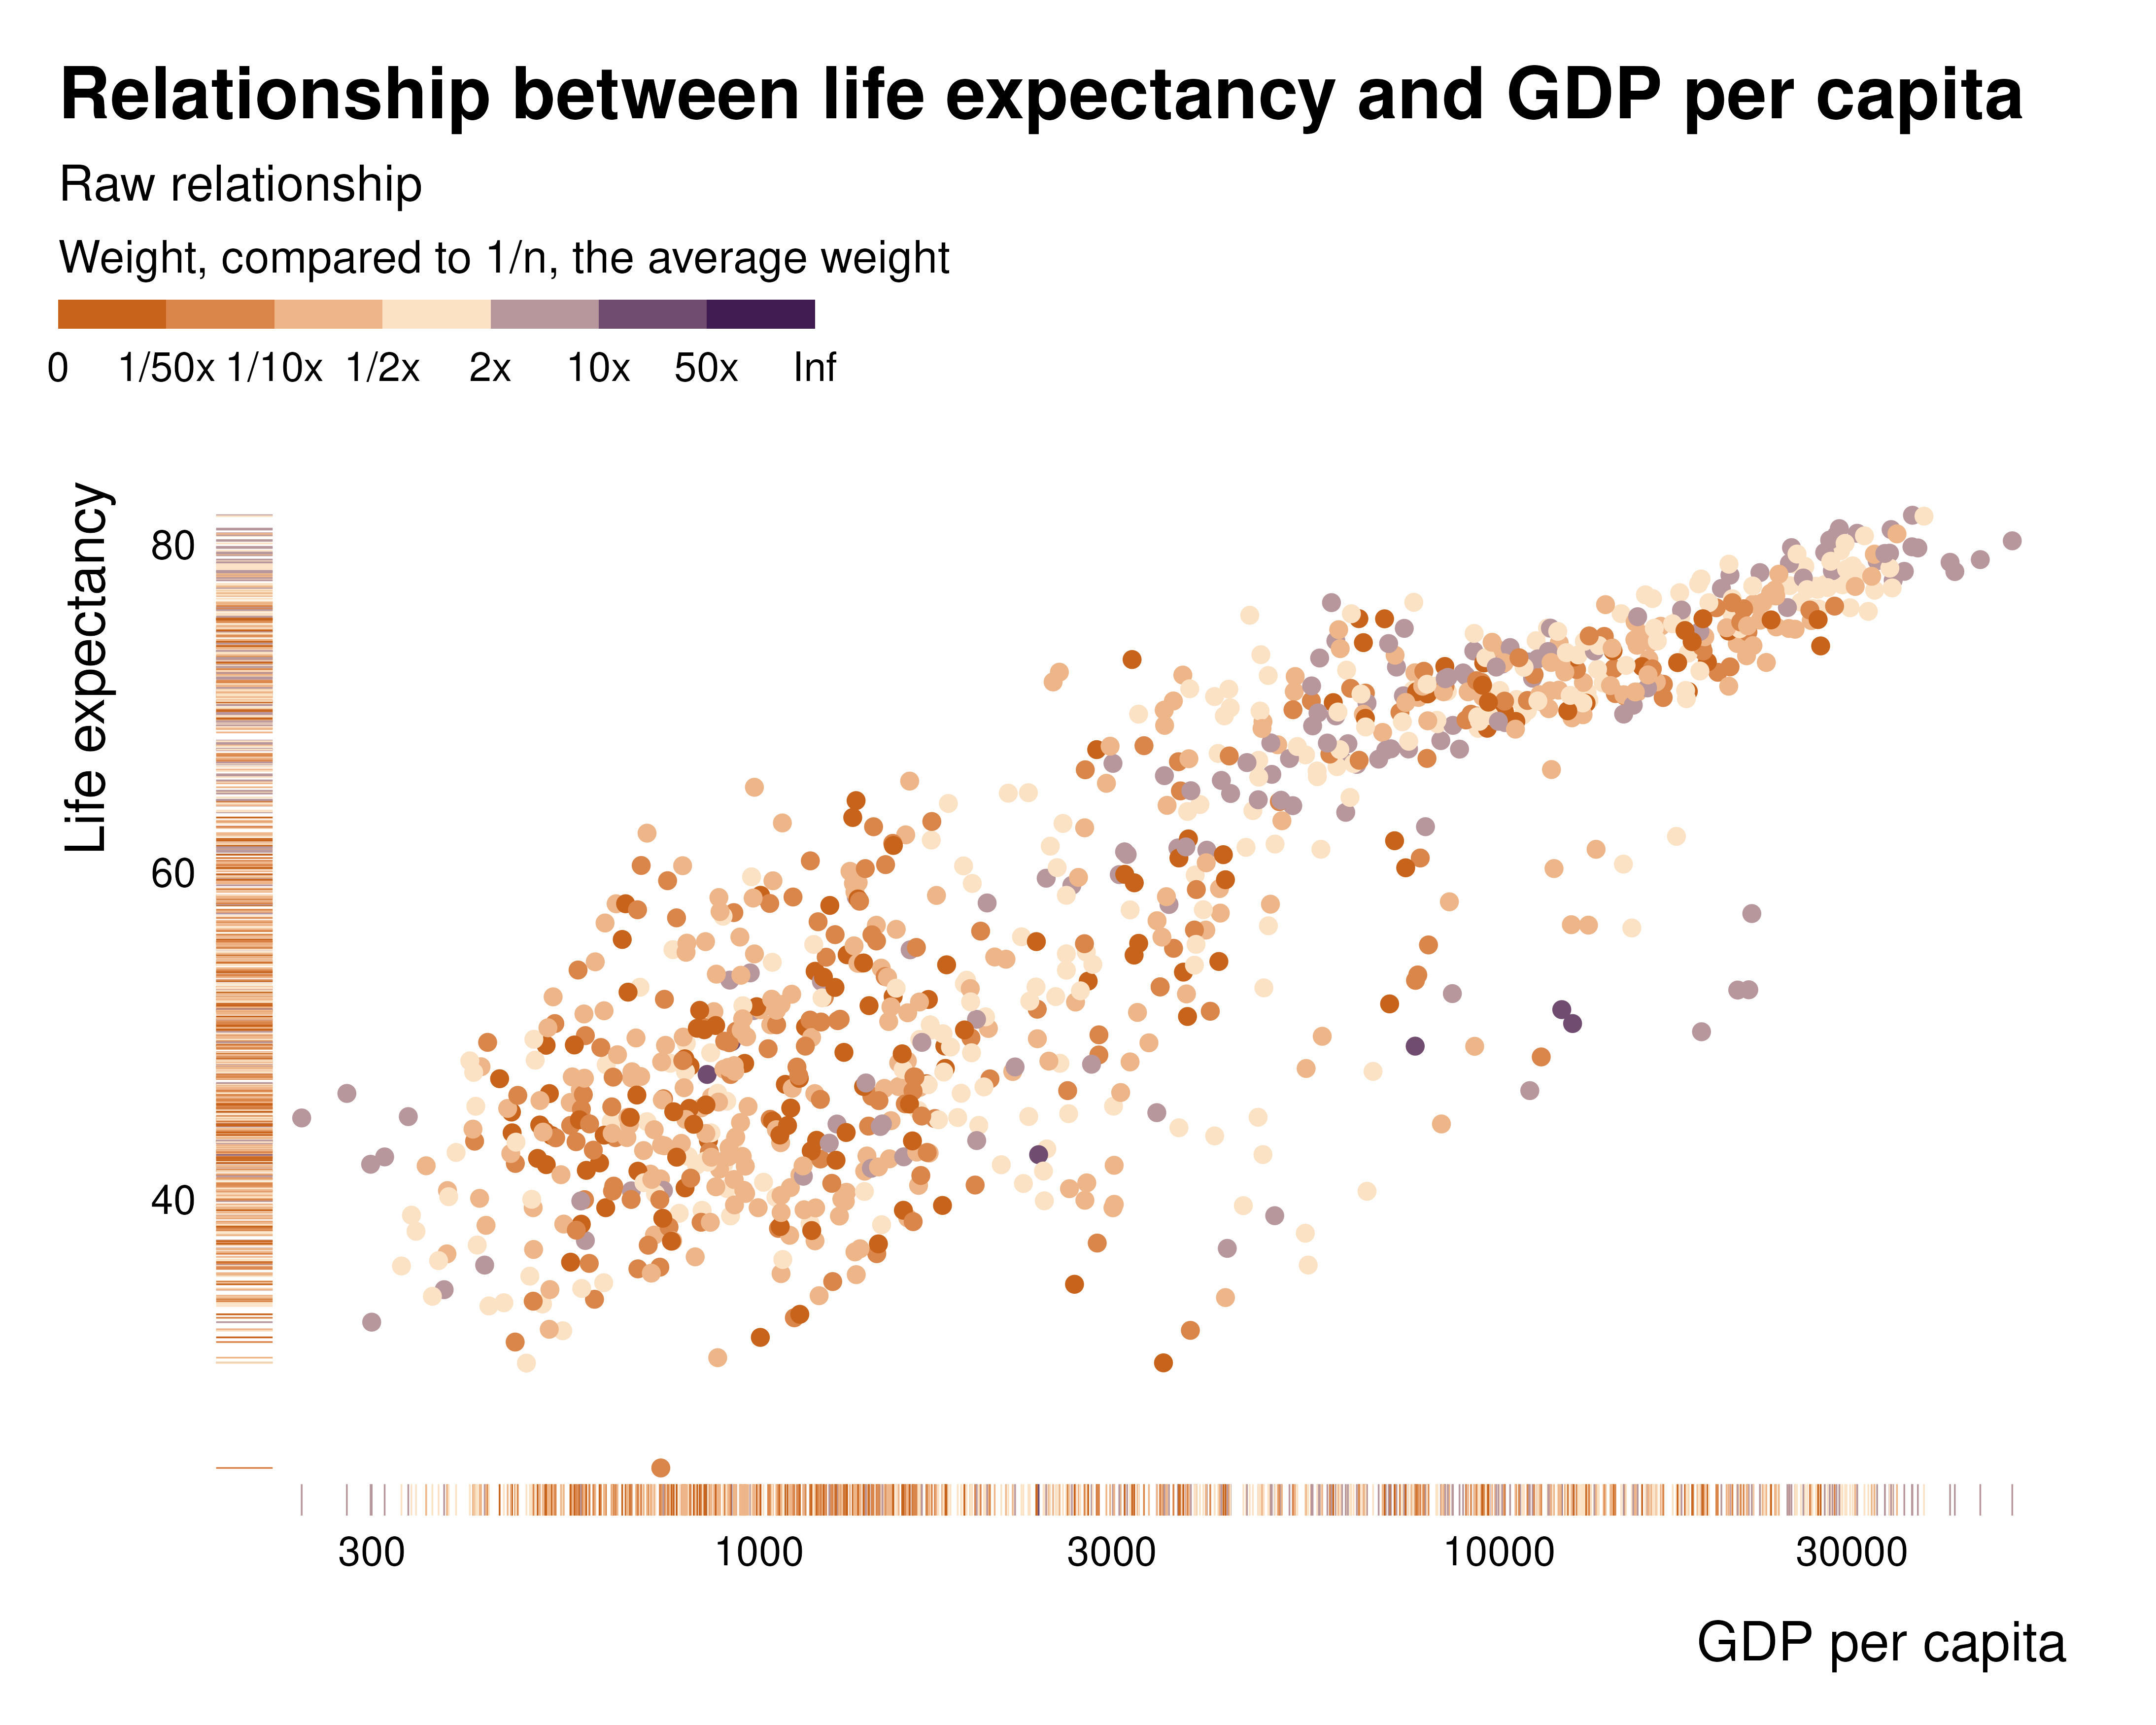 Relationship between life expectancy and GDP per capita
Raw relationship
Weight, compared to 1/n, the average weight
0 1/50x 1/10x 1/2x 2x 10x 50x Inf
Life expectancy
80
60
40
300 1000 3000 10000 30000
GDP per capita